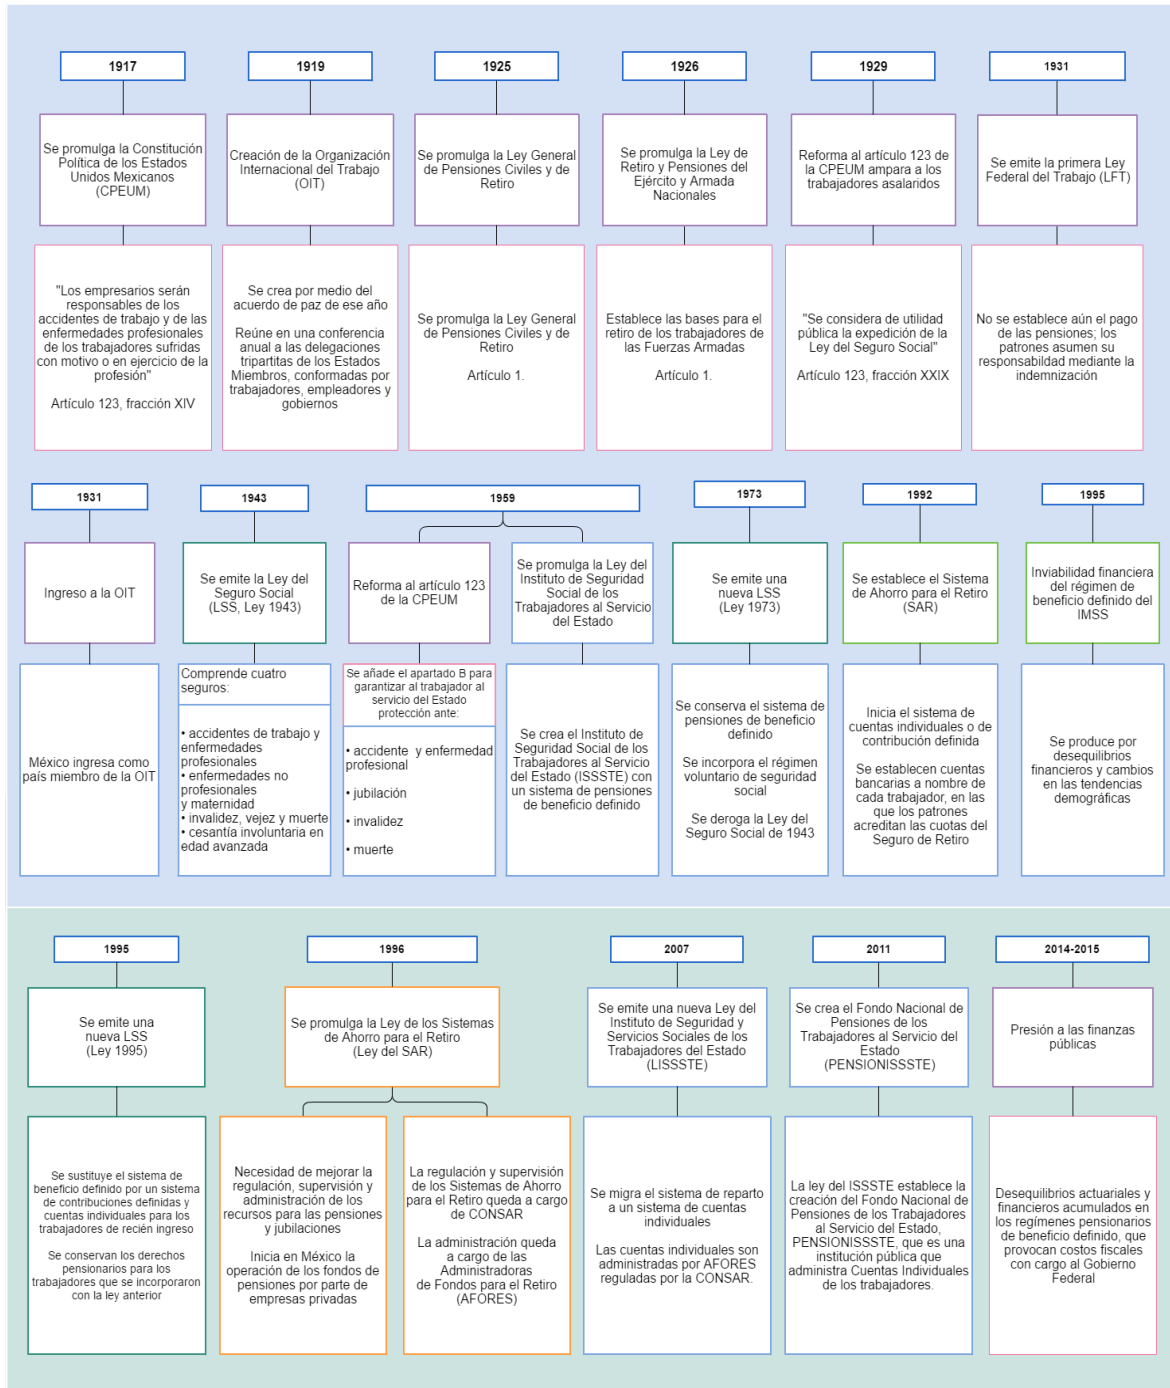 1917
Se promulga la Constitución
Política de los Estados
Unidos Mexicanos
(CPEUM)
"Los empresarios serán
responsables de los
accidentes de trabajo y de las
enfermedades profesionales
de los trabajadores sufridas
con motivo o en ejercicio de la
profesión"
Artículo 123, fracción XIV
1919
Creación de la Organización
Internacional del Trabajo
(OIT)
Se crea por medio del
acuerdo de paz de ese año
Reúne en una conferencia
anual a las delegaciones
tripartitas de los Estados
Miembros, conformadas por
trabajadores, empleadores y
gobiernos
1925
Se promulga la Ley General
de Pensiones Civiles y de
Retiro
Se promulga la Ley General
de Pensiones Civiles y de
Retiro
Artículo 1.
1926
Se promulga la Ley de
Retiro y Pensiones del
Ejército y Armada
Nacionales
Establece las bases para el
retiro de los trabajadores de
las Fuerzas Armadas
Artículo 1.
1929
Reforma al artículo 123 de
la CPEUM ampara a los
trabajadores asalaridos
"Se considera de utilidad
pública la expedición de la
Ley del Seguro Social"
Artículo 123, fracción XXIX
1931
Se emite la primera Ley
Federal del Trabajo (LFT)
No se establece aún el pago
de las pensiones; los
patrones asumen su
responsabildad mediante la
indemnización
1931
Ingreso a la OIT
México ingresa como
país miembro de la OIT
1943
Se emite la Ley del
Seguro Social
(LSS, Ley 1943)
Comprende cuatro
seguros:
• accidentes de trabajo y
enfermedades
profesionales
• enfermedades no
profesionales
y maternidad
• invalidez, vejez y muerte
• cesantía involuntaria en
edad avanzada
1959
Reforma al artículo 123
de la CPEUM
Se añade el apartado B para
garantizar al trabajador al
servicio del Estado
protección ante:
• accidente y enfermedad
profesional
• jubilación
• invalidez
• muerte
Se promulga la Ley del
Instituto de Seguridad
Social de los
Trabajadores al Servicio
del Estado
Se crea el Instituto de
Seguridad Social de los
Trabajadores al Servicio
del Estado (ISSSTE) con
un sistema de pensiones
de beneficio definido
1973
Se emite una
nueva LSS
(Ley 1973)
Se conserva el sistema de
pensiones de beneficio
definido
Se incorpora el régimen
voluntario de seguridad
social
Se deroga la Ley del
Seguro Social de 1943
1992
Se establece el Sistema
de Ahorro para el Retiro
(SAR)
Inicia el sistema de
cuentas individuales o de
contribución definida
Se establecen cuentas
bancarias a nombre de
cada trabajador, en las
que los patrones
acreditan las cuotas del
Seguro de Retiro
1995
Inviabilidad financiera
del régimen de
beneficio definido del
IMSS
Se produce por
desequilibrios
financieros y cambios
en las tendencias
demográficas
1995
Se emite una
nueva LSS
(Ley 1995)
Se sustituye el sistema de
beneficio definido por un sistema
de contribuciones definidas y
cuentas individuales para los
trabajadores de recién ingreso
Se conservan los derechos
pensionarios para los
trabajadores que se incorporaron
con la ley anterior
1996
Se promulga la Ley de los Sistemas
de Ahorro para el Retiro
(Ley del SAR)
Necesidad de mejorar la
regulación, supervisión y
administración de los
recursos para las pensiones
y jubilaciones
Inicia en México la
operación de los fondos de
pensiones por parte de
empresas privadas
La regulación y supervisión
de los Sistemas de Ahorro
para el Retiro queda a cargo
de CONSAR
La administración queda
a cargo de las
Administradoras
de Fondos para el Retiro
(AFORES)
2007
Se emite una nueva Ley del
Instituto de Seguridad y
Servicios Sociales de los
Trabajadores del Estado
(LISSSTE)
Se migra el sistema de reparto
a un sistema de cuentas
individuales
Las cuentas individuales son
administradas por AFORES
reguladas por la CONSAR.
2011
Se crea el Fondo Nacional de
Pensiones de los
Trabajadores al Servicio del
Estado
(PENSIONISSSTE)
La ley del ISSSTE establece la
creación del Fondo Nacional de
Pensiones de los Trabajadores
al Servicio del Estado,
PENSIONISSSTE, que es una
institución pública que
administra Cuentas Individuales
de los trabajadores.
2014-2015
Presión a las finanzas
públicas
Desequilibrios actuariales y
financieros acumulados en
los regímenes pensionarios
de beneficio definido, que
provocan costos fiscales
con cargo al Gobierno
Federal